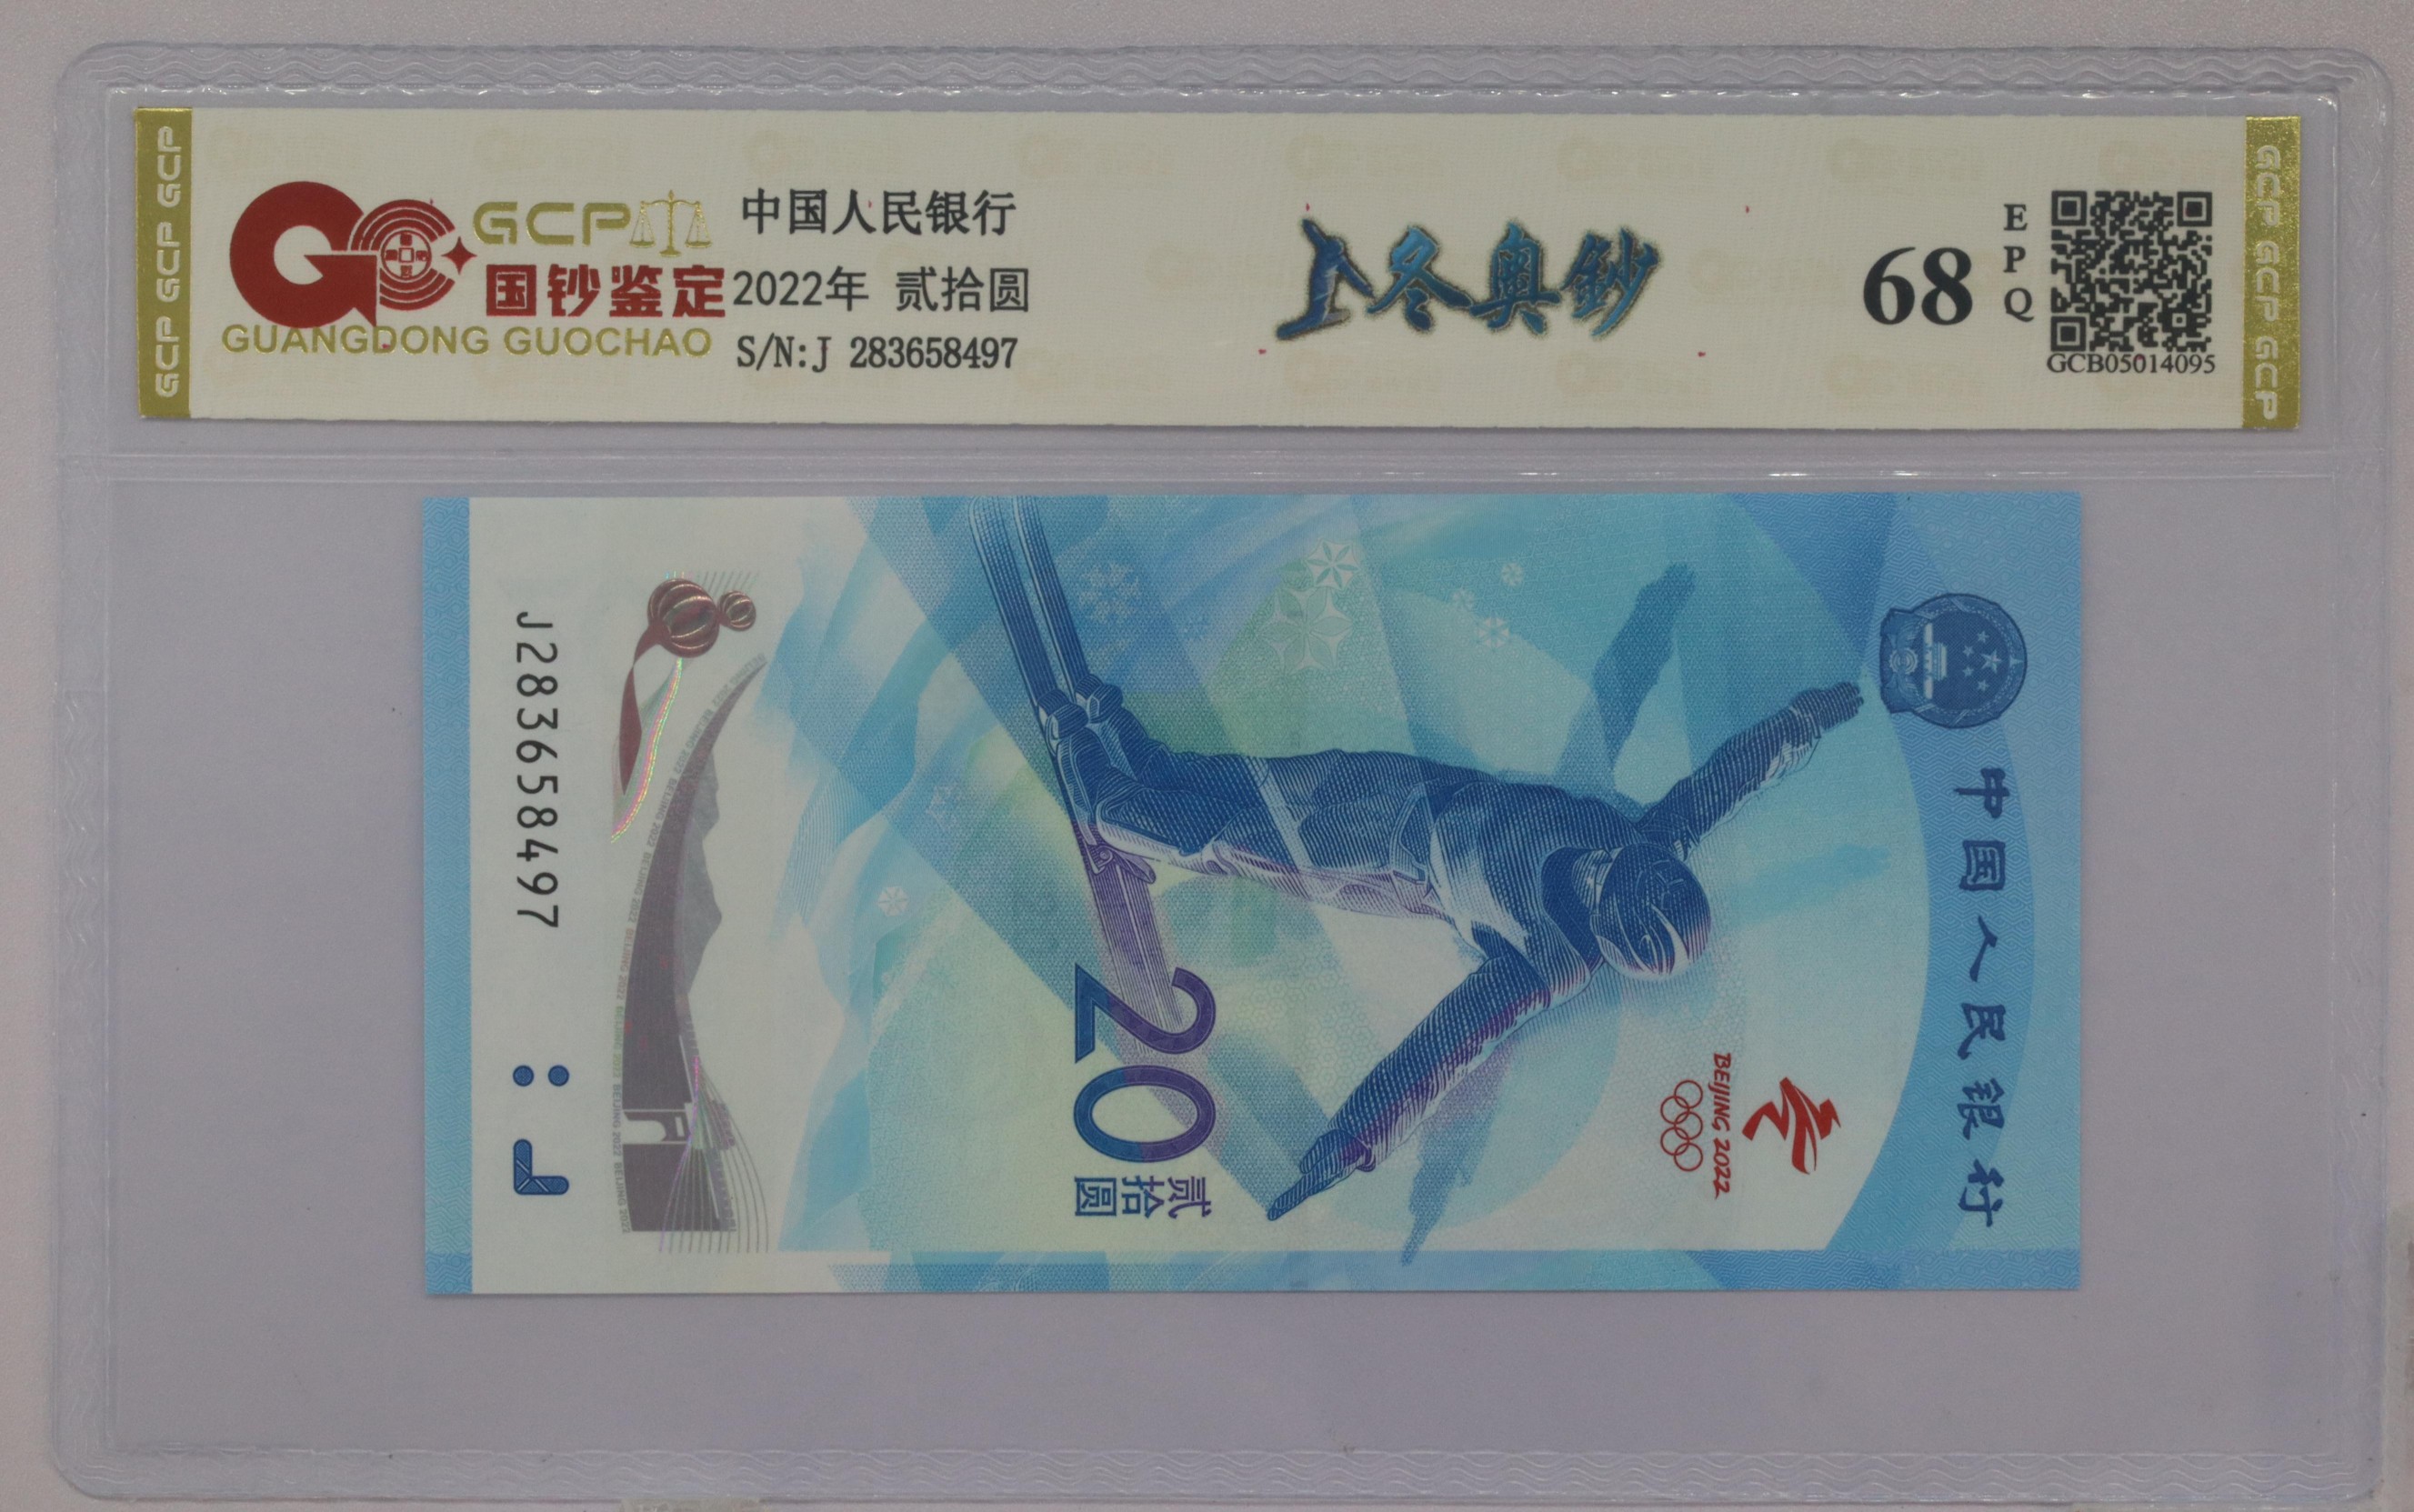 GCP GCP GCP
GCP
国钞鉴定
GUANGDONG GUOCHAO
中国人民银行
2022年 贰拾圆
S/N:J 283658497
冬奥鈔
68
EPQ
GCB05014095
GCP GCP GCP
中国人民银行
BEIJING 2022
20
贰拾圆
J283658497